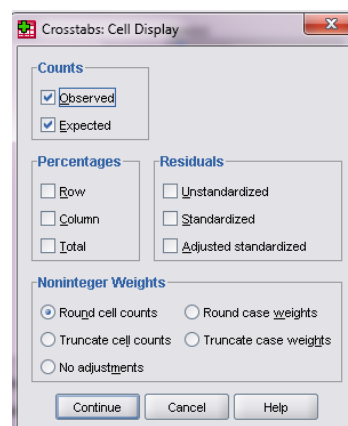 Crosstabs: Cell Display
Counts
Observed
Expected
Percentages
Residuals
Row
Unstandardized
Column
Standardized
Total
Adjusted standardized
Noninteger Weights
Round cell counts
Round case weights
Truncate cell counts
Truncate case weights
No adjustments
Continue
Cancel
Help